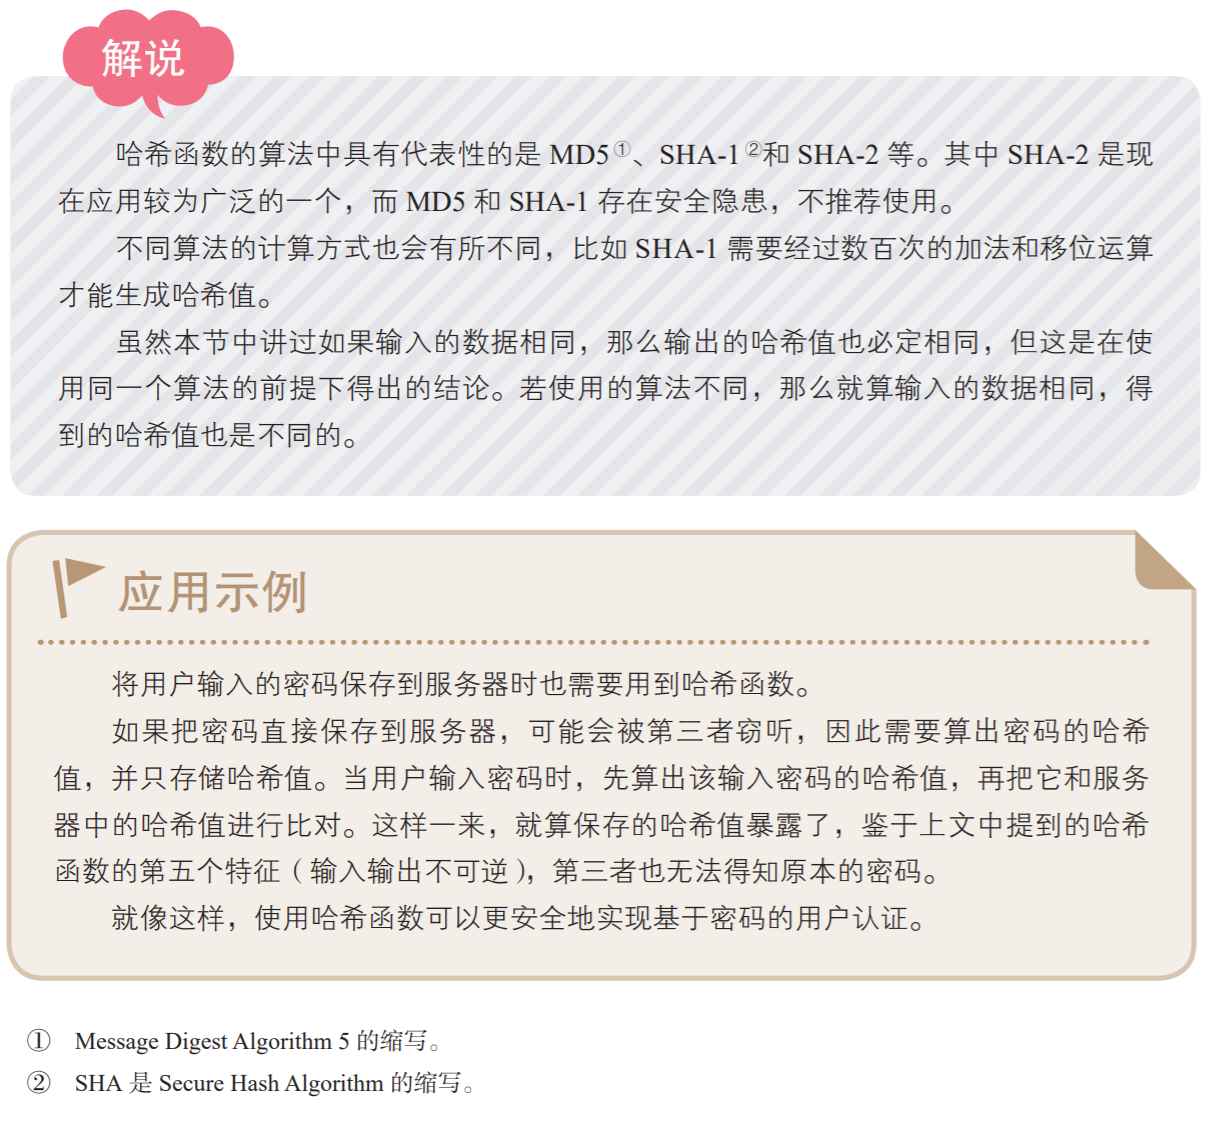 解说
哈希函数的算法中具有代表性的是 MD5①、SHA-1②和 SHA-2 等。其中 SHA-2 是现
在应用较为广泛的一个，而 MD5 和 SHA-1 存在安全隐患，不推荐使用。
不同算法的计算方式也会有所不同，比如 SHA-1 需要经过数百次的加法和移位运算
才能生成哈希值。
虽然本节中讲过如果输入的数据相同，那么输出的哈希值也必定相同，但这是在使
用同一个算法的前提下得出的结论。若使用的算法不同，那么就算输入的数据相同，得
到的哈希值也是不同的。
应用示例
将用户输入的密码保存到服务器时也需要用到哈希函数。
如果把密码直接保存到服务器，可能会被第三者窃听，因此需要算出密码的哈希
值，并只存储哈希值。当用户输入密码时，先算出该输入密码的哈希值，再把它和服务
器中的哈希值进行比对。这样一来，就算保存的哈希值暴露了，鉴于上文中提到的哈希
函数的第五个特征（输入输出不可逆），第三者也无法得知原本的密码。
就像这样，使用哈希函数可以更安全地实现基于密码的用户认证。
① Message Digest Algorithm 5 的缩写。
② SHA 是 Secure Hash Algorithm 的缩写。